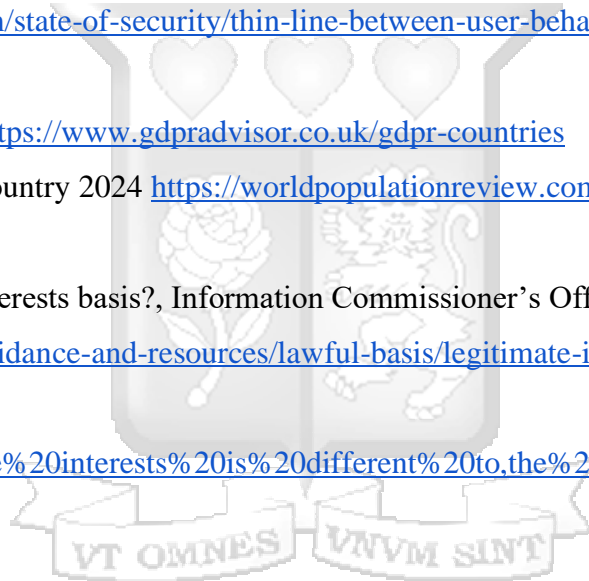 n/state-of-security/thin-line-between-user-beha
tps://www.gdpradvisor.co.uk/gdpr-countries
ountry 2024 https://worldpopulationreview.con
erests basis?, Information Commissioner's Off
idance-and-resources/lawful-basis/legitimate-i
e%20interests%20is%20different%20to,the%2
VT OMNES VNVM SINT